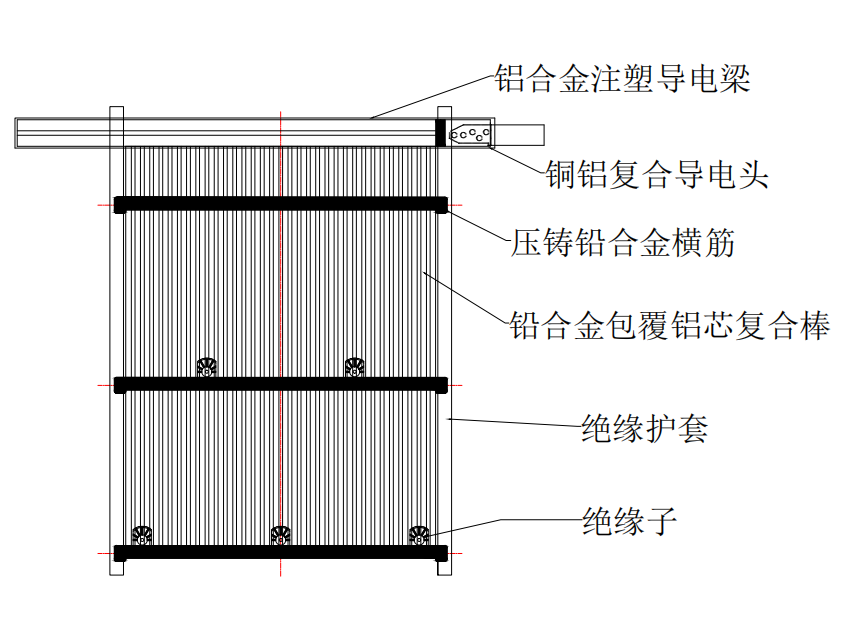 铝合金注塑导电梁
铜铝复合导电头
压铸铅合金横筋
铅合金包覆铝芯复合棒
绝缘护套
绝缘子